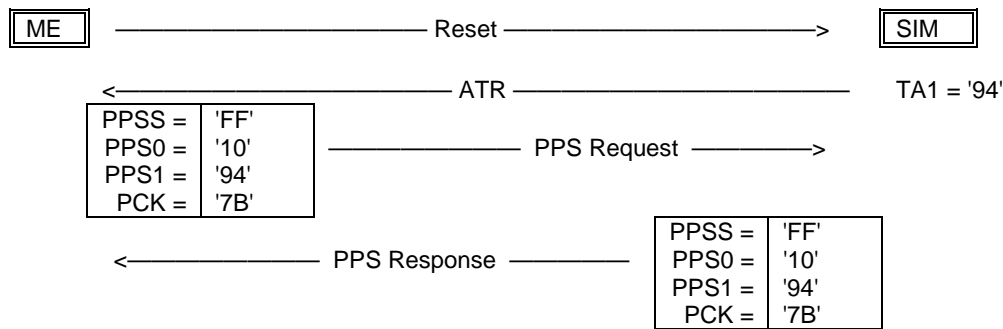 ME Reset SIM
ATR TA1 = '94'
PPSS = 'FF'
PPS0 = '10' PPS Request
PPS1 = '94'
PCK = '7B'
PPSS = 'FF'
PPS Response PPS0 = '10'
PPS1 = '94'
PCK = '7B'